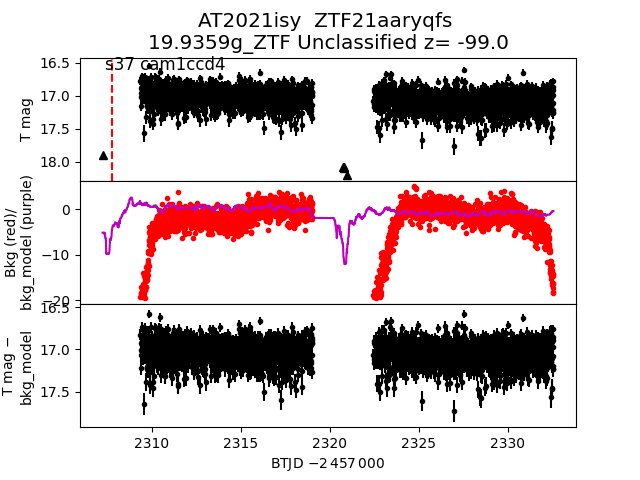 AT2021isy  ZTF21aaryqfs
19.9359g_ZTF Unclassified z= -99.0
s37 cam1ccd4
16.5
17.0
17.5
18.0
T mag
0
−10
−20
Bkg (red)/
bkg_model (purple)
16.5
17.0
17.5
T mag −
bkg_model
2310
2315
2320
2325
2330
BTJD −2 457 000